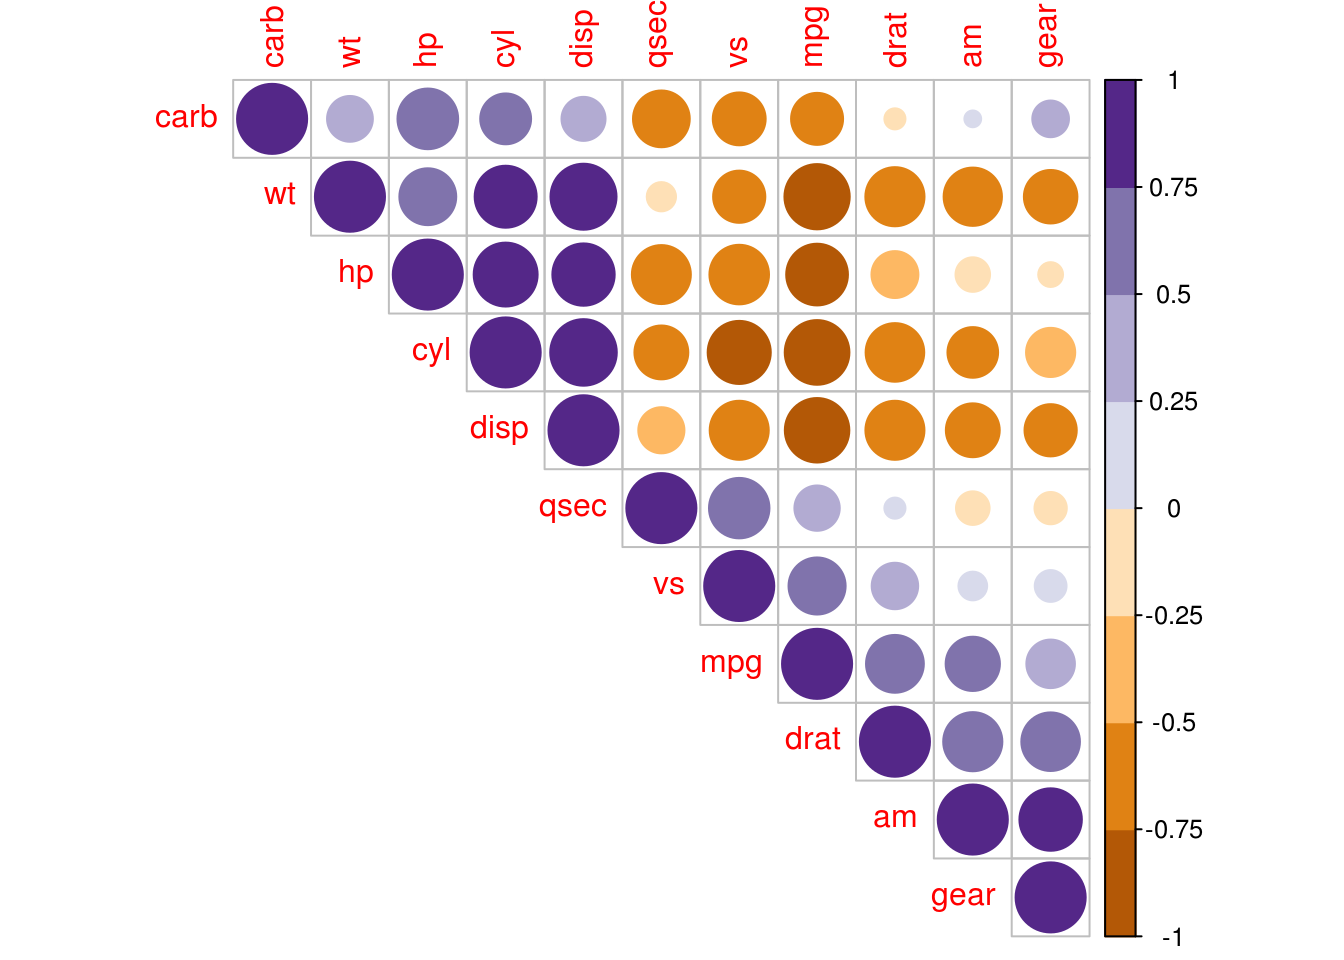 carb wt hp cyl disp qsec vs mpg drat am gear
carb
wt
hp
cyl
disp
qsec
vs
mpg
drat
am
gear
1
0.75
0.5
0.25
0
-0.25
-0.5
-0.75
-1